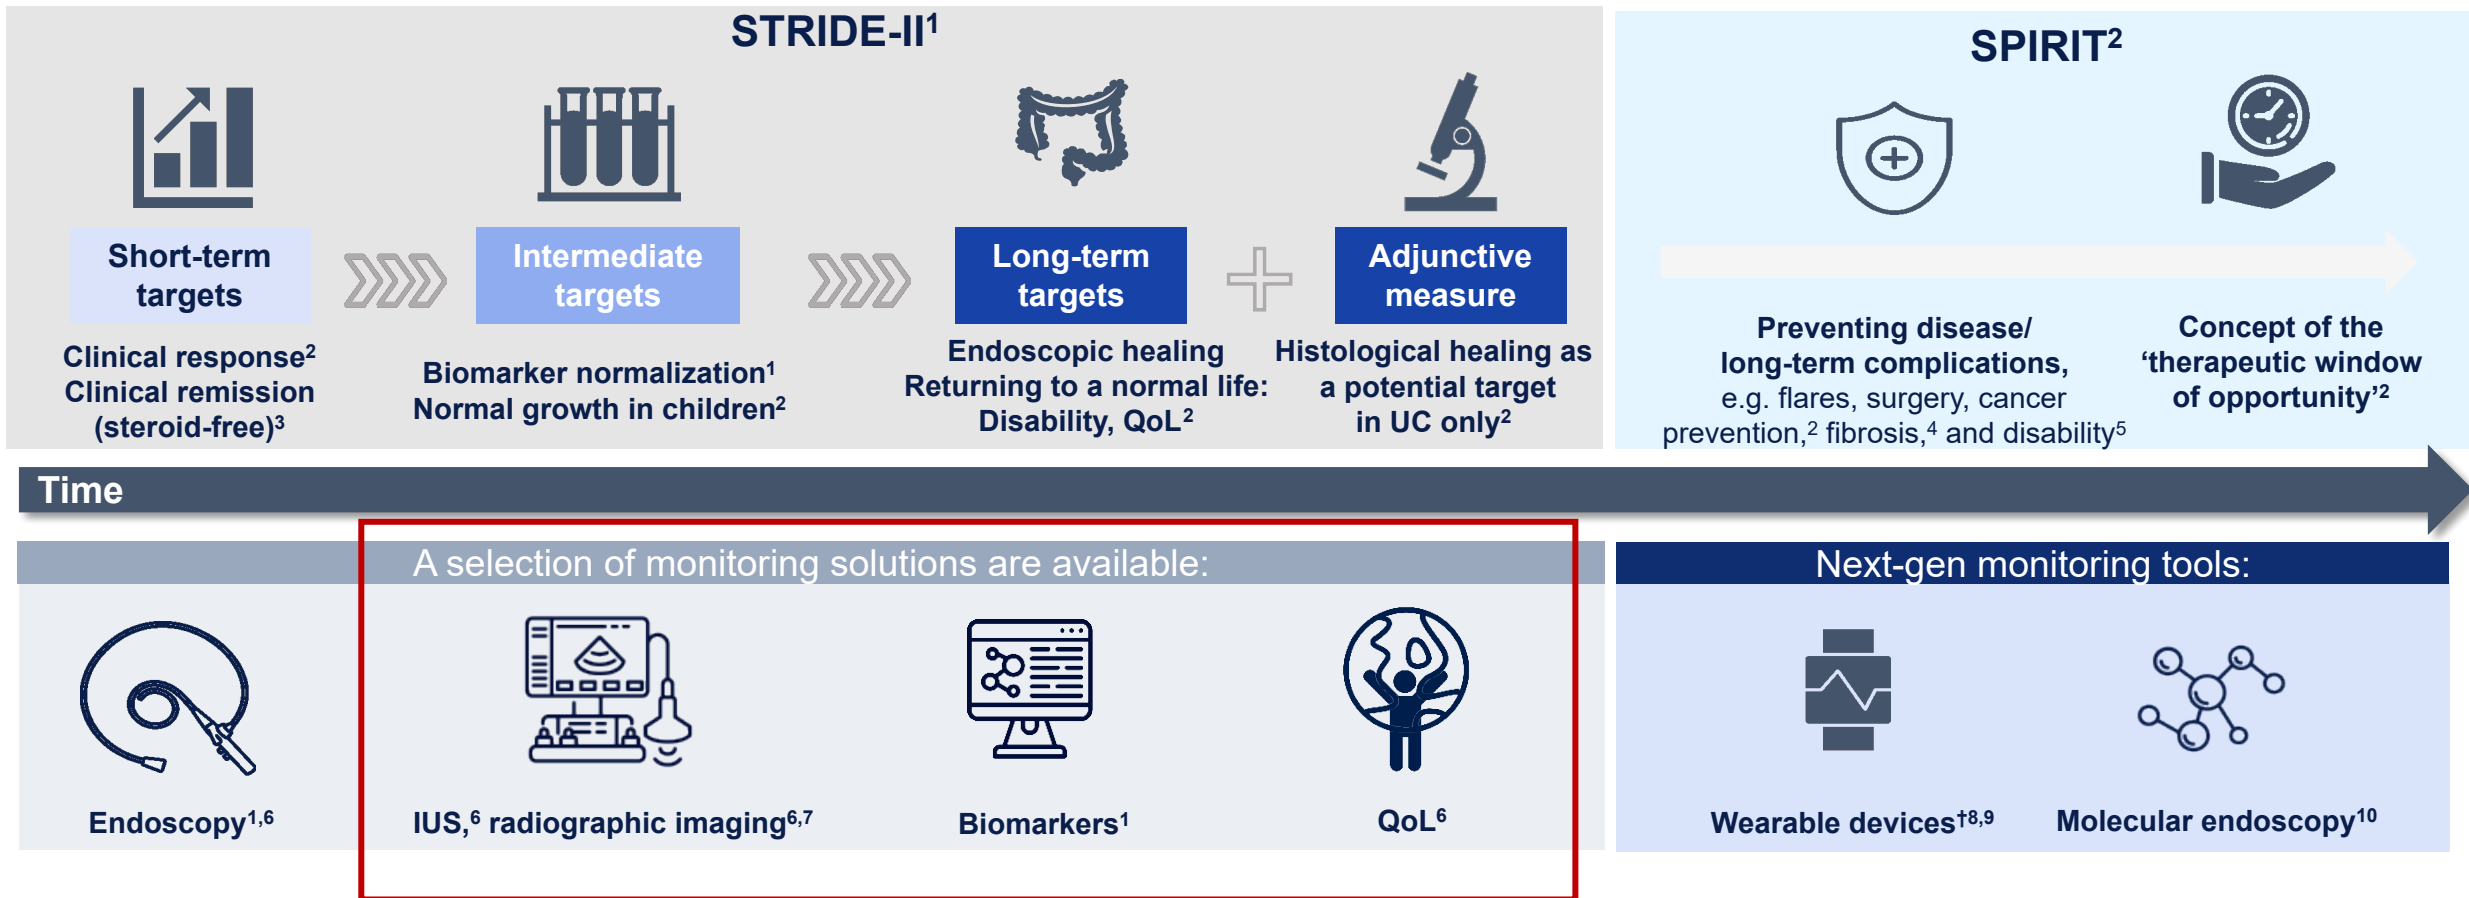 STRIDE-II¹
Short-term
targets
Clinical response²
Clinical remission
(steroid-free)³
Intermediate
targets
Biomarker normalization¹
Normal growth in children²
Long-term
targets
Endoscopic healing
Returning to a normal life:
Disability, QoL²
Adjunctive
measure
Histological healing as
a potential target
in UC only²
SPIRIT²
Preventing disease/
long-term complications,
e.g. flares, surgery, cancer
prevention,² fibrosis,⁴ and disability⁵
Concept of the
‘therapeutic window
of opportunity’²
Time
A selection of monitoring solutions are available:
Endoscopy¹,⁶
IUS,⁶ radiographic imaging⁶,⁷
Biomarkers¹
QoL⁶
Next-gen monitoring tools:
Wearable devices†⁸,⁹
Molecular endoscopy¹⁰